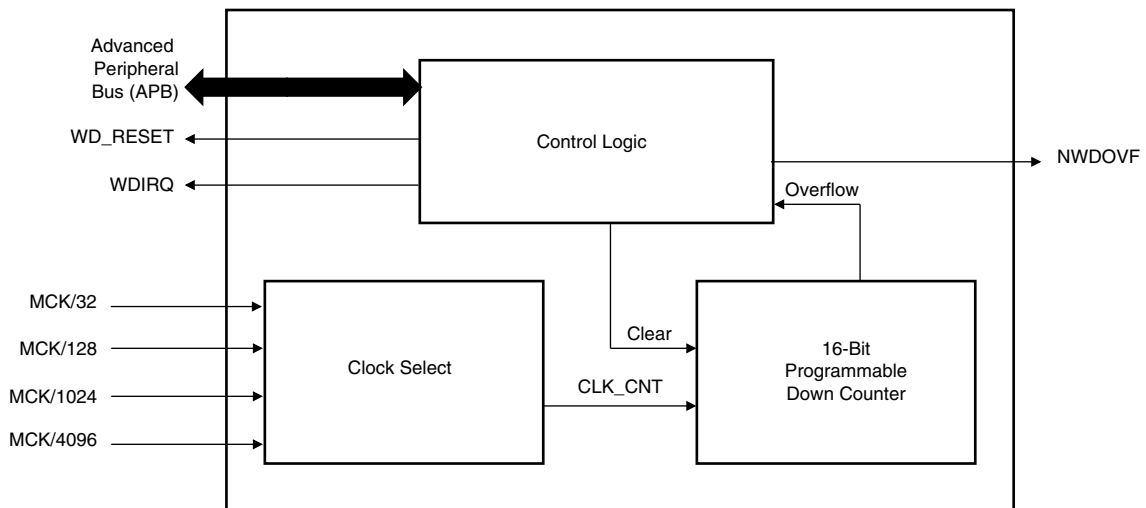 Advanced
Peripheral
Bus (APB)
WD_RESET
WDIRQ
Control Logic
NWDOVF
Overflow
MCK/32
MCK/128
MCK/1024
MCK/4096
Clock Select
Clear
CLK_CNT
16-Bit
Programmable
Down Counter